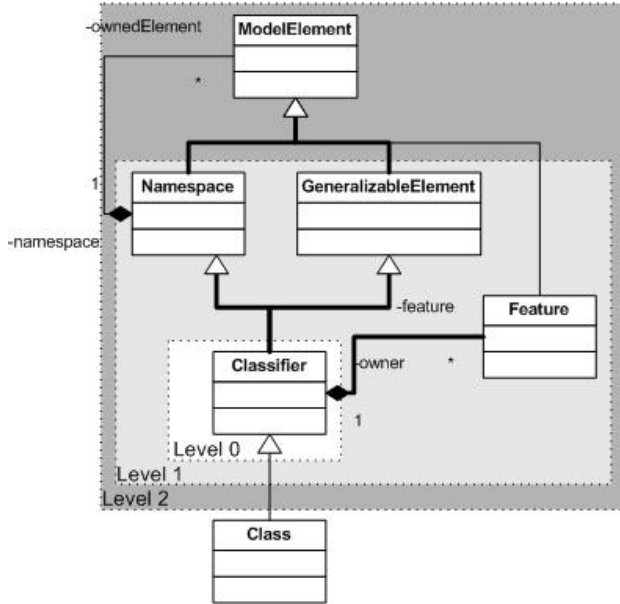 -ownedElement
ModelElement
*
1
Namespace
GeneralizableElement
-namespace
-feature
Feature
Classifier
-owner
*
1
Level 0
Level 1
Level 2
Class